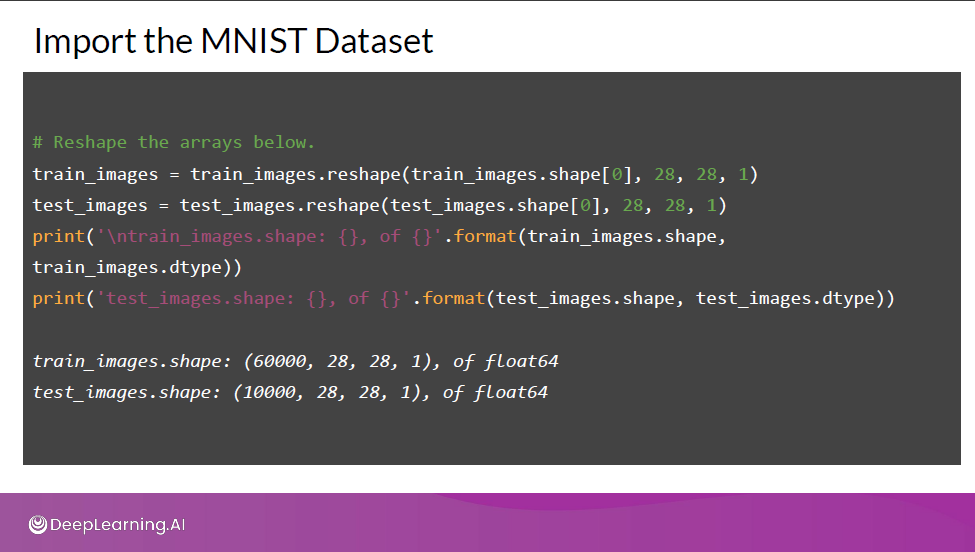 Import the MNIST Dataset
# Reshape the arrays below.
train_images = train_images.reshape(train_images.shape[0], 28, 28, 1)
test_images = test_images.reshape(test_images.shape[0], 28, 28, 1)
print('\ntrain_images.shape: {}, of {}'.format(train_images.shape,
train_images.dtype))
print('test_images.shape: {}, of {}'.format(test_images.shape, test_images.dtype))
train_images.shape: (60000, 28, 28, 1), of float64
test_images.shape: (10000, 28, 28, 1), of float64
DeepLearning.AI